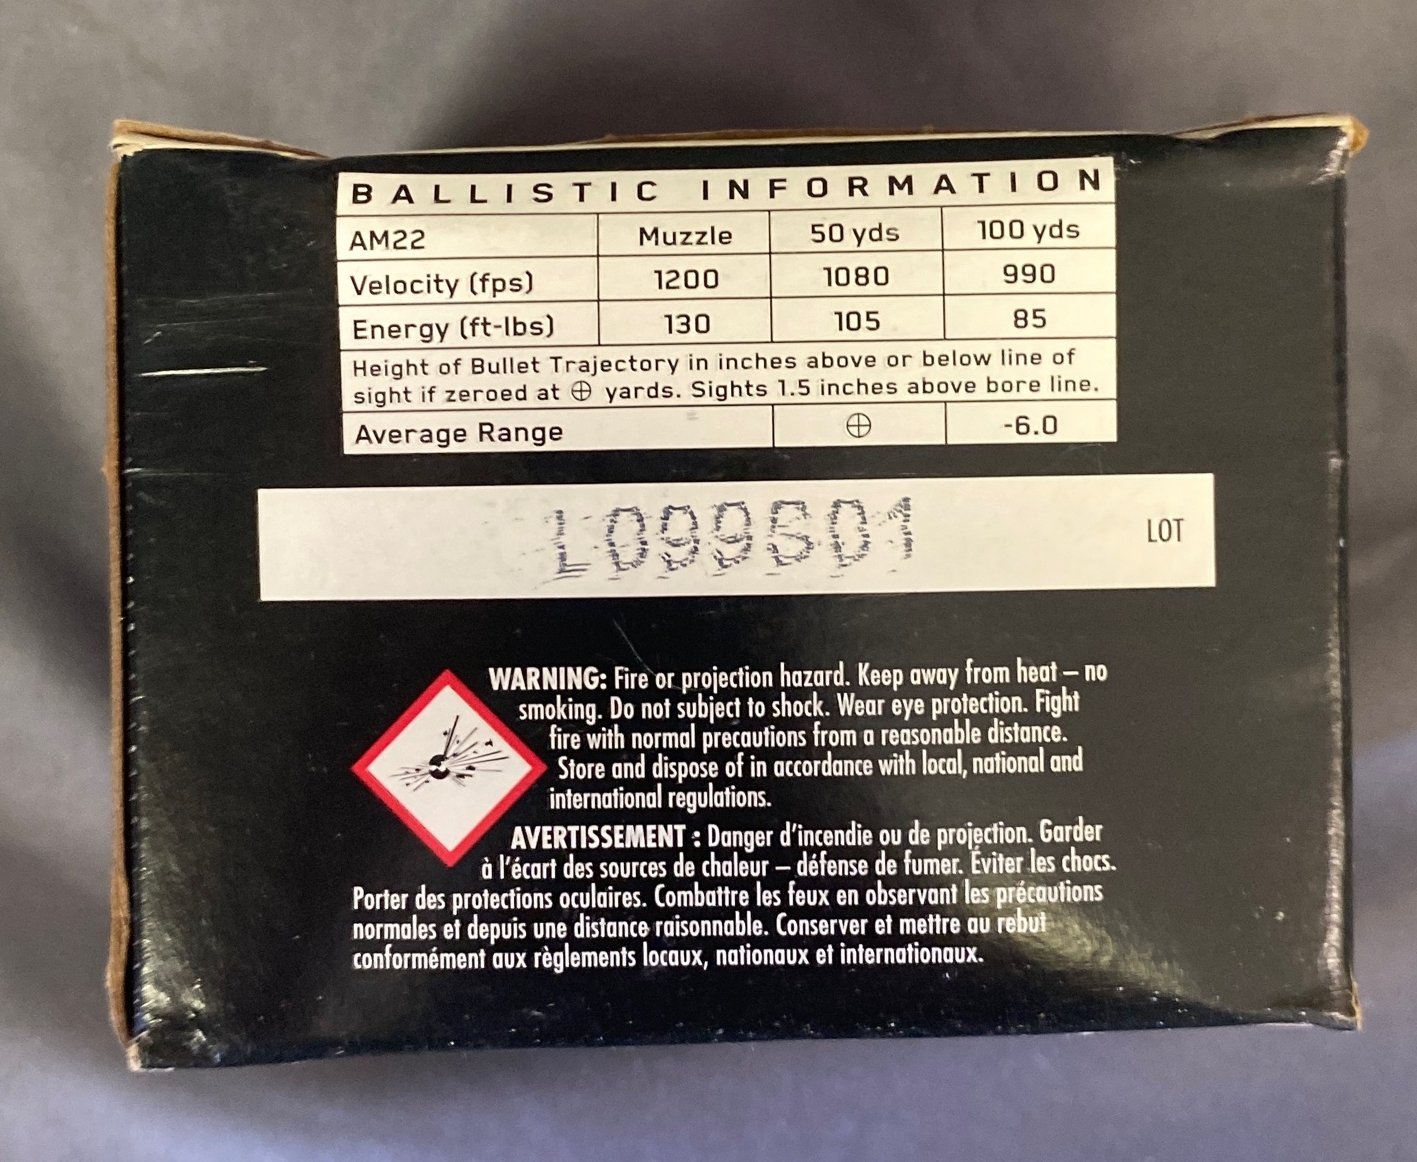 BALLISTIC INFORMATION
AM22 Muzzle 50 yds 100 yds
Velocity (fps) 1200 1080 990
Energy (ft-lbs) 130 105 85
Height of Bullet Trajectory in inches above or below line of
sight if zeroed at ⊕ yards. Sights 1.5 inches above bore line.
Average Range ⊕ -6.0
LOT
WARNING: Fire or projection hazard. Keep away from heat – no
smoking. Do not subject to shock. Wear eye protection. Fight
fire with normal precautions from a reasonable distance.
Store and dispose of in accordance with local, national and
international regulations.
AVERTISSEMENT : Danger d'incendie ou de projection. Garder
à l'écart des sources de chaleur – défense de fumer. Éviter les chocs.
Porter des protections oculaires. Combattre les feux en observant les précautions
normales et depuis une distance raisonnable. Conserver et mettre au rebut
conformément aux règlements locaux, nationaux et internationaux.